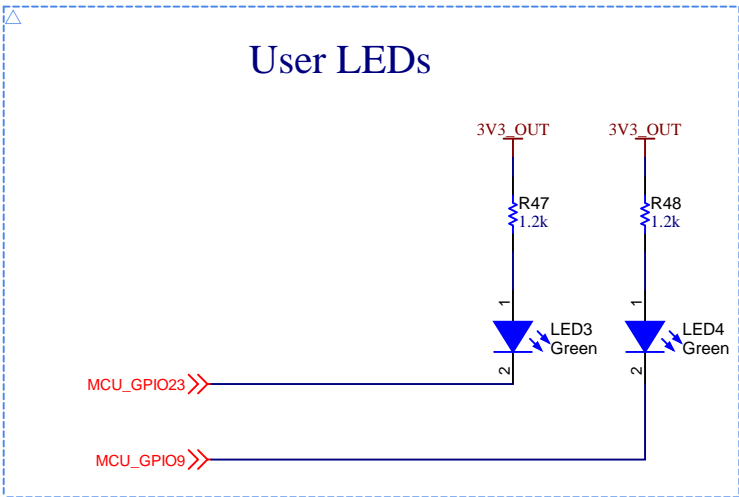 User LEDs
3V3_OUT
3V3_OUT
R47
1.2k
R48
1.2k
1
1
LED3
Green
LED4
Green
2
2
MCU_GPIO23
MCU_GPIO9